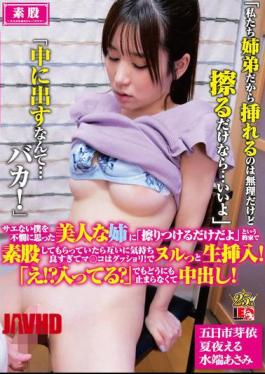 素股
「私たち姉弟だから挿れるのは無理だけど
擦るだけなら…いいよ」
「中に出すなんて…
バカ！」
サエない僕を
不憫に思った美人な姉に「擦りつけるだけだよ」という約束で
素股してもらっていたら互いに気持ち
良すぎてマ〇コはグッショリでヌルっと生挿入！
「え!?入ってる?」でもどうにも
止まらなくて中出し！
JAVHD
五日市芽依
夏夜える
水端あさみ